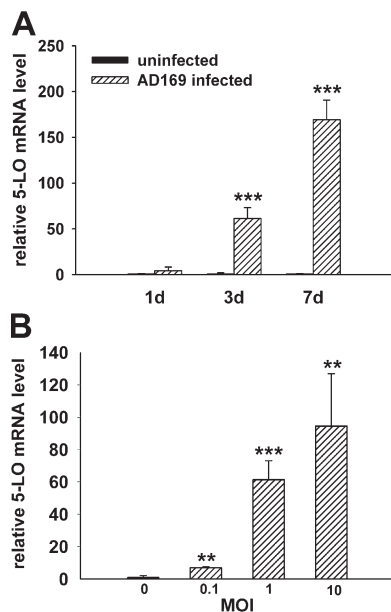 A
relative 5-LO mRNA level
250
200
150
100
50
0
uninfected
AD169 infected
***
***
1d 3d 7d
B
relative 5-LO mRNA level
140
120
100
80
60
40
20
0
**
***
**
0 0.1 1 10
MOI